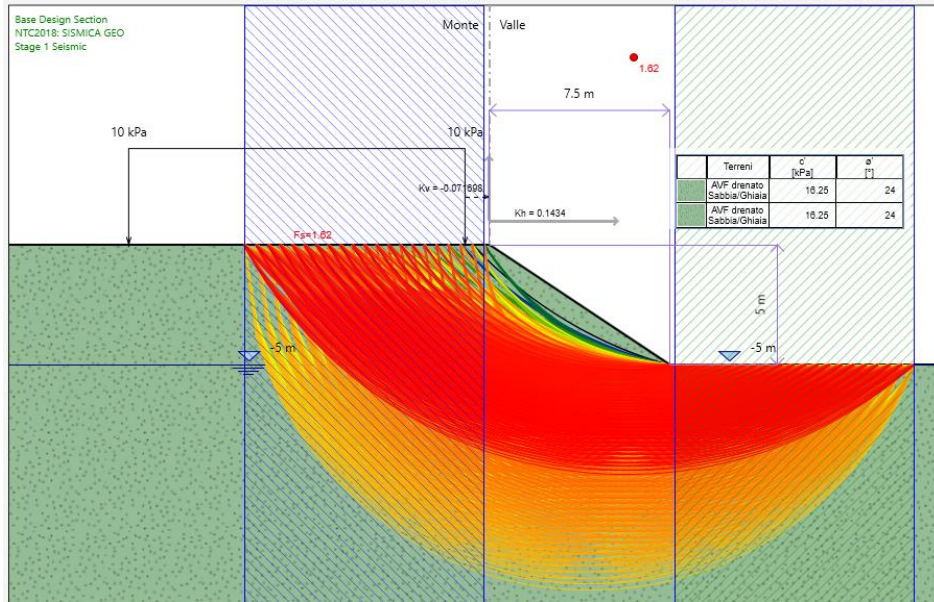 Base Design Section
NTC2018: SISMICA GEO
Stage 1 Seismic
Monte
Valle
1.62
7.5 m
10 kPa
10 kPa
Terreni c' [kPa] ø' [°]
AVF drenato Sabbia/Ghiaia 16.25 24
AVF drenato Sabbia/Ghiaia 16.25 24
Kv = -0.071698
Kh = 0.1434
Fs=1.62
5 m
-5 m
-5 m